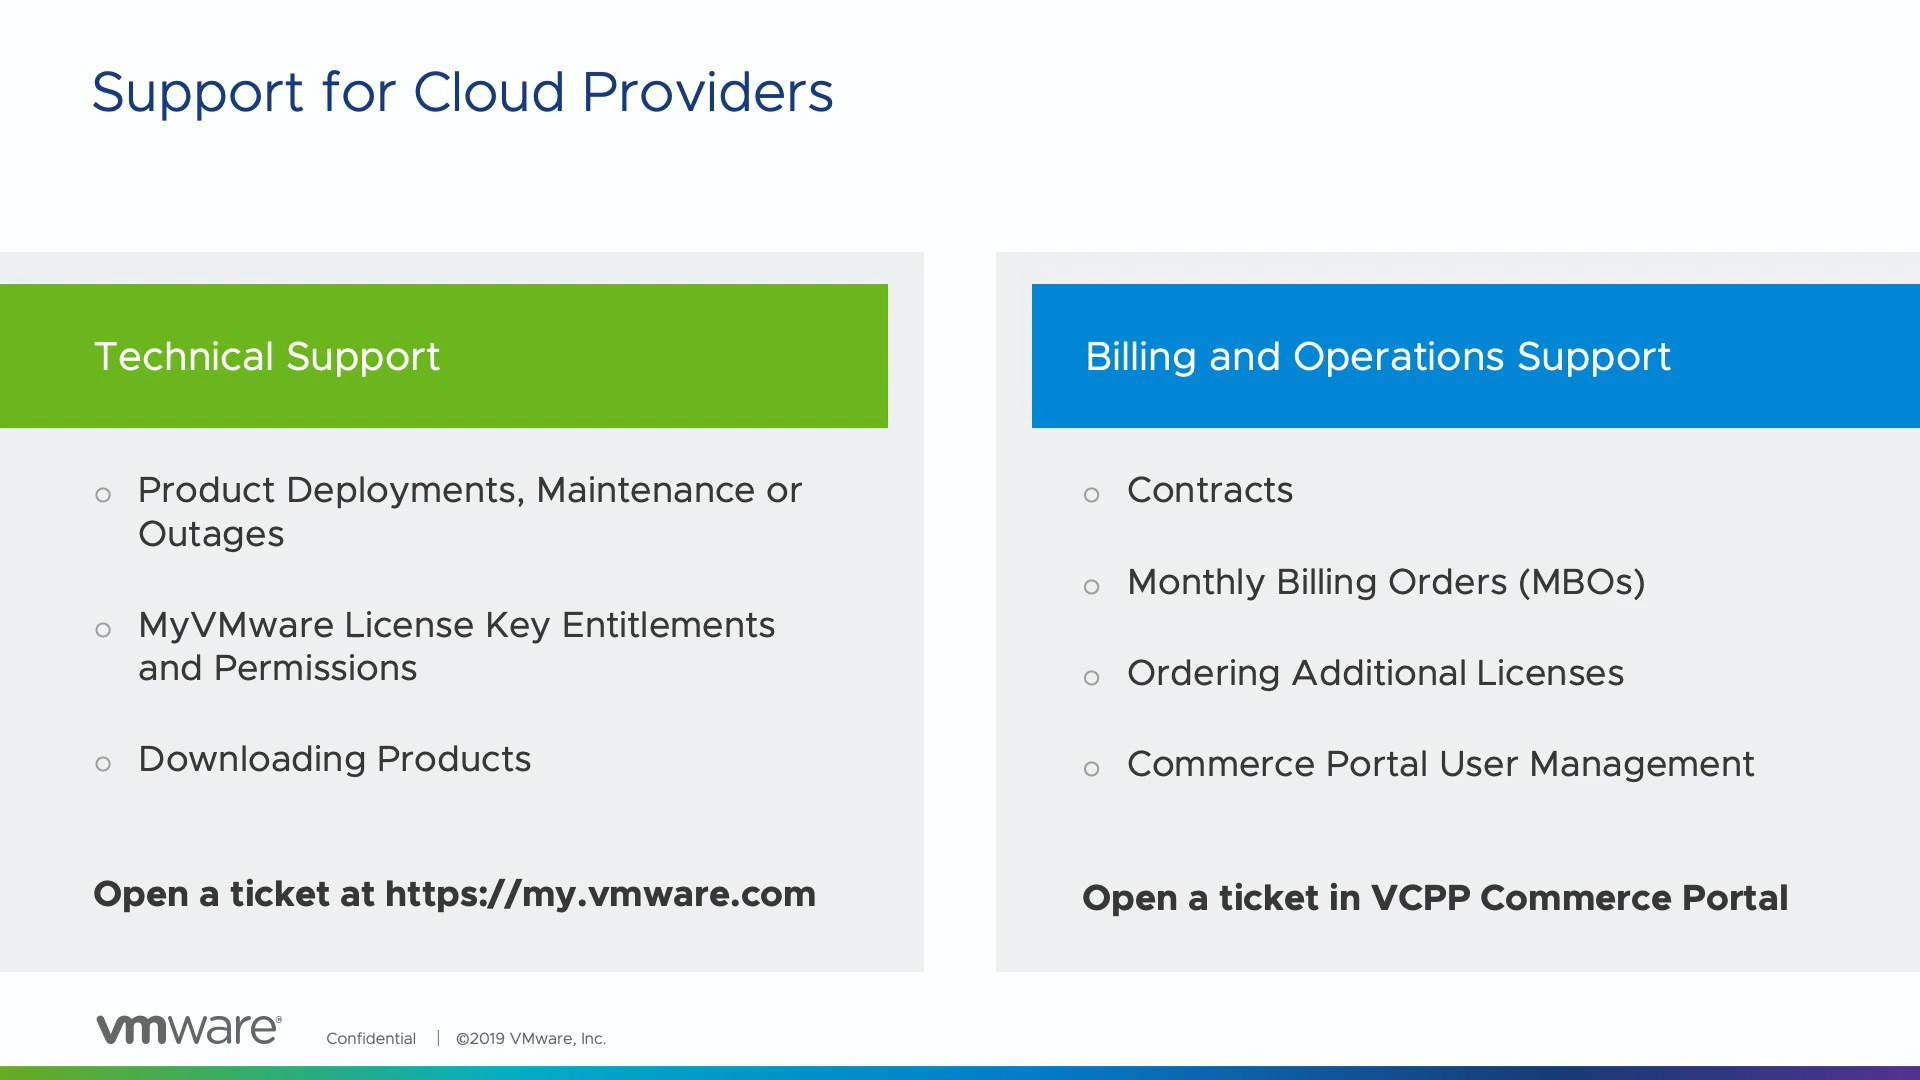 Support for Cloud Providers
Technical Support
○ Product Deployments, Maintenance or
Outages
○ MyVMware License Key Entitlements
and Permissions
○ Downloading Products
Open a ticket at https://my.vmware.com
Billing and Operations Support
○ Contracts
○ Monthly Billing Orders (MBOs)
○ Ordering Additional Licenses
○ Commerce Portal User Management
Open a ticket in VCPP Commerce Portal
vmware® Confidential | ©2019 VMware, Inc.